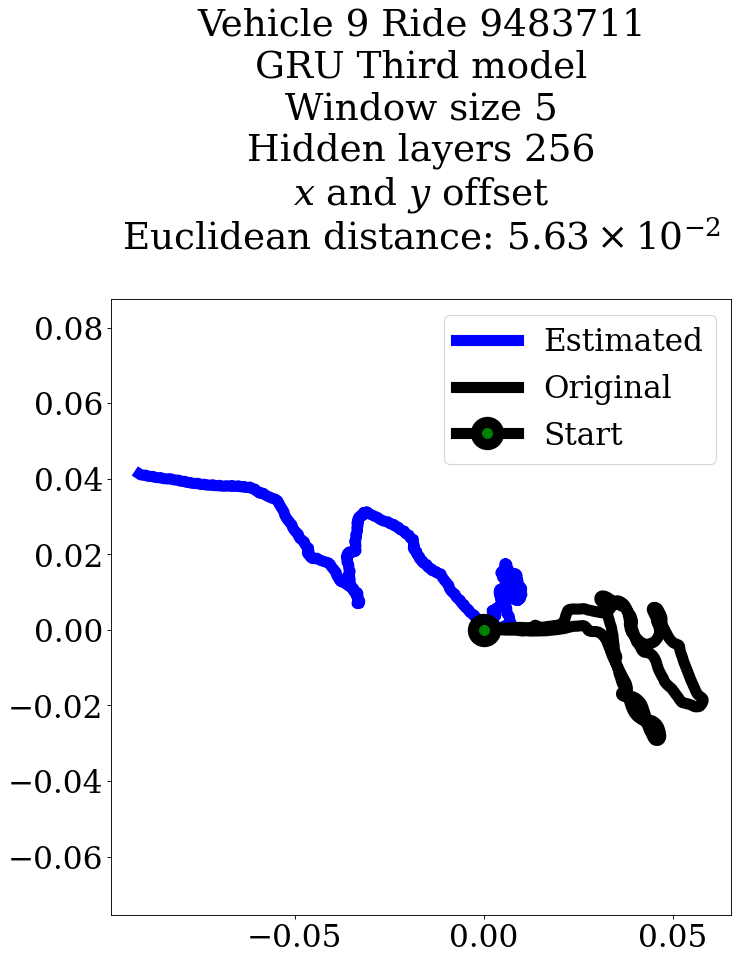 Vehicle 9 Ride 9483711
GRU Third model
Window size 5
Hidden layers 256
x and y offset
Euclidean distance: 5.63 × 10⁻²
Estimated
Original
Start
0.08
0.06
0.04
0.02
0.00
−0.02
−0.04
−0.06
−0.05
0.00
0.05